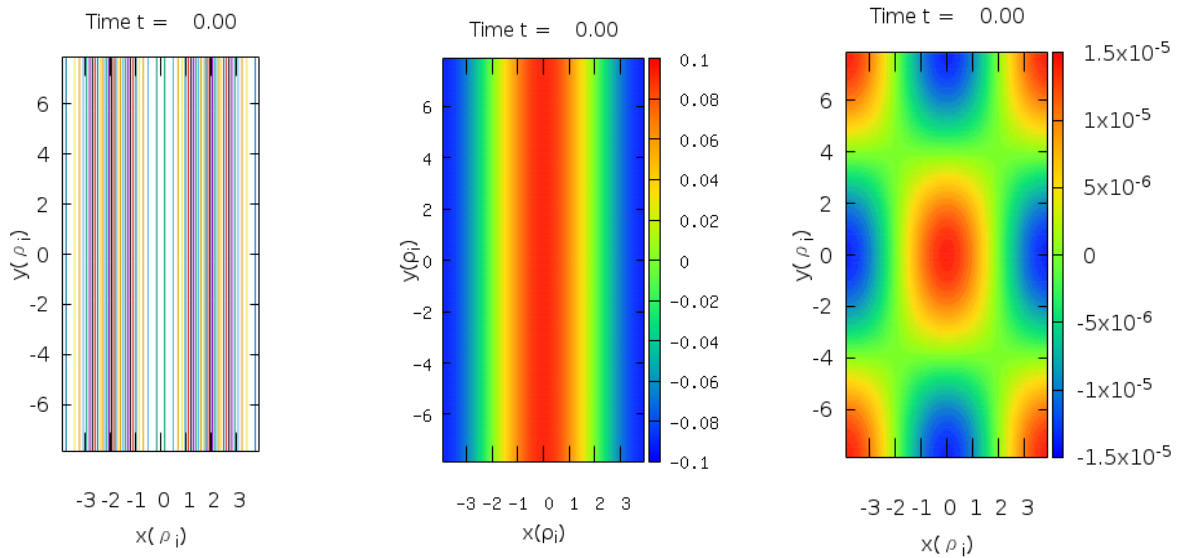 Time t = 0.00
6
4
2
0
-2
-4
-6
y( ρ i)
-3 -2 -1 0 1 2 3
x( ρ i)
Time t = 0.00
6
4
2
0
-2
-4
-6
y(ρi)
-3 -2 -1 0 1 2 3
x(ρi)
0.1
0.08
0.06
0.04
0.02
0
-0.02
-0.04
-0.06
-0.08
-0.1
Time t = 0.00
6
4
2
0
-2
-4
-6
y( ρ i)
-3 -2 -1 0 1 2 3
x( ρ i)
1.5x10-5
1x10-5
5x10-6
0
-5x10-6
-1x10-5
-1.5x10-5